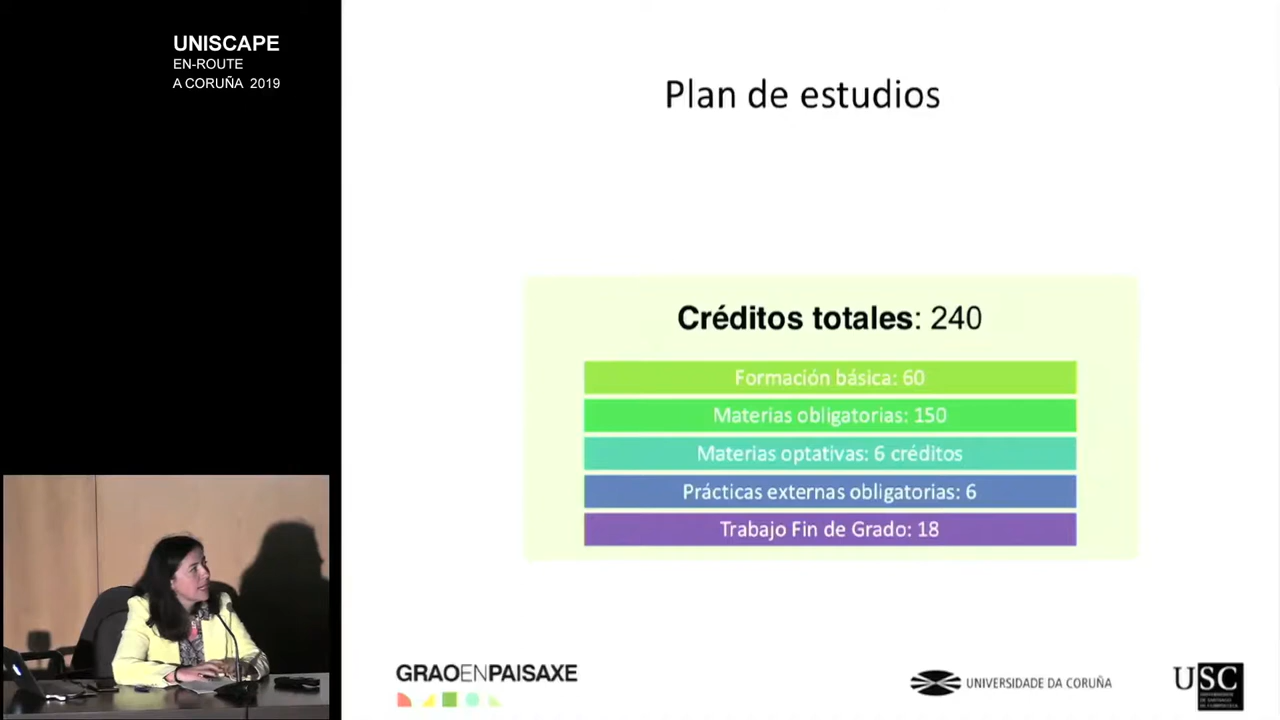 UNISCAPE
EN-ROUTE
A CORUÑA 2019
Plan de estudios
Créditos totales: 240
Formación básica: 60
Materias obligatorias: 150
Materias optativas: 6 créditos
Prácticas externas obligatorias: 6
Trabajo Fin de Grado: 18
GRAOENPAISAXE
UNIVERSIDADE DA CORUÑA
USC